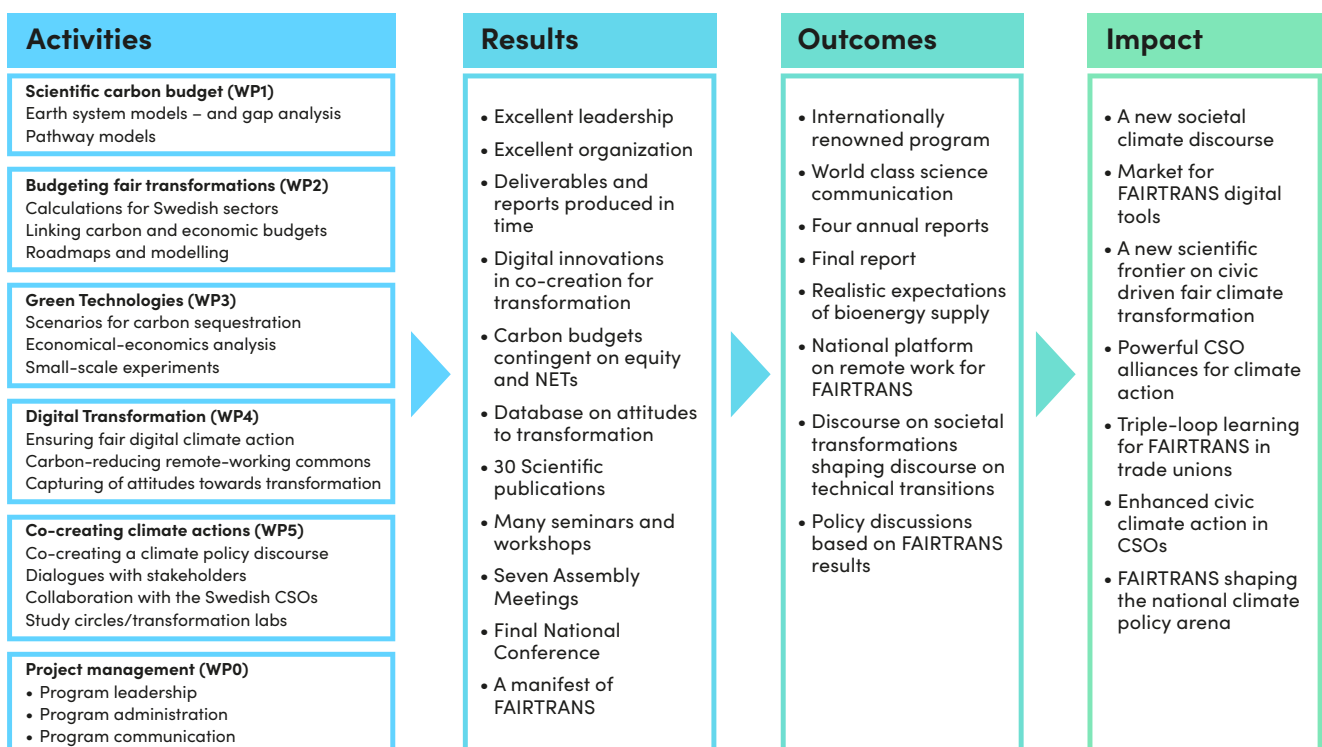 Activities
Scientific carbon budget (WP1)
Earth system models – and gap analysis
Pathway models
Budgeting fair transformations (WP2)
Calculations for Swedish sectors
Linking carbon and economic budgets
Roadmaps and modelling
Green Technologies (WP3)
Scenarios for carbon sequestration
Economical-economics analysis
Small-scale experiments
Digital Transformation (WP4)
Ensuring fair digital climate action
Carbon-reducing remote-working commons
Capturing of attitudes towards transformation
Co-creating climate actions (WP5)
Co-creating a climate policy discourse
Dialogues with stakeholders
Collaboration with the Swedish CSOs
Study circles/transformation labs
Project management (WP0)
• Program leadership
• Program administration
• Program communication
Results
• Excellent leadership
• Excellent organization
• Deliverables and
reports produced in
time
• Digital innovations
in co-creation for
transformation
• Carbon budgets
contingent on equity
and NETs
• Database on attitudes
to transformation
• 30 Scientific
publications
• Many seminars and
workshops
• Seven Assembly
Meetings
• Final National
Conference
• A manifest of
FAIRTRANS
Outcomes
• Internationally
renowned program
• World class science
communication
• Four annual reports
• Final report
• Realistic expectations
of bioenergy supply
• National platform
on remote work for
FAIRTRANS
• Discourse on societal
transformations
shaping discourse on
technical transitions
• Policy discussions
based on FAIRTRANS
results
Impact
• A new societal
climate discourse
• Market for
FAIRTRANS digital
tools
• A new scientific
frontier on civic
driven fair climate
transformation
• Powerful CSO
alliances for climate
action
• Triple-loop learning
for FAIRTRANS in
trade unions
• Enhanced civic
climate action in
CSOs
• FAIRTRANS shaping
the national climate
policy arena